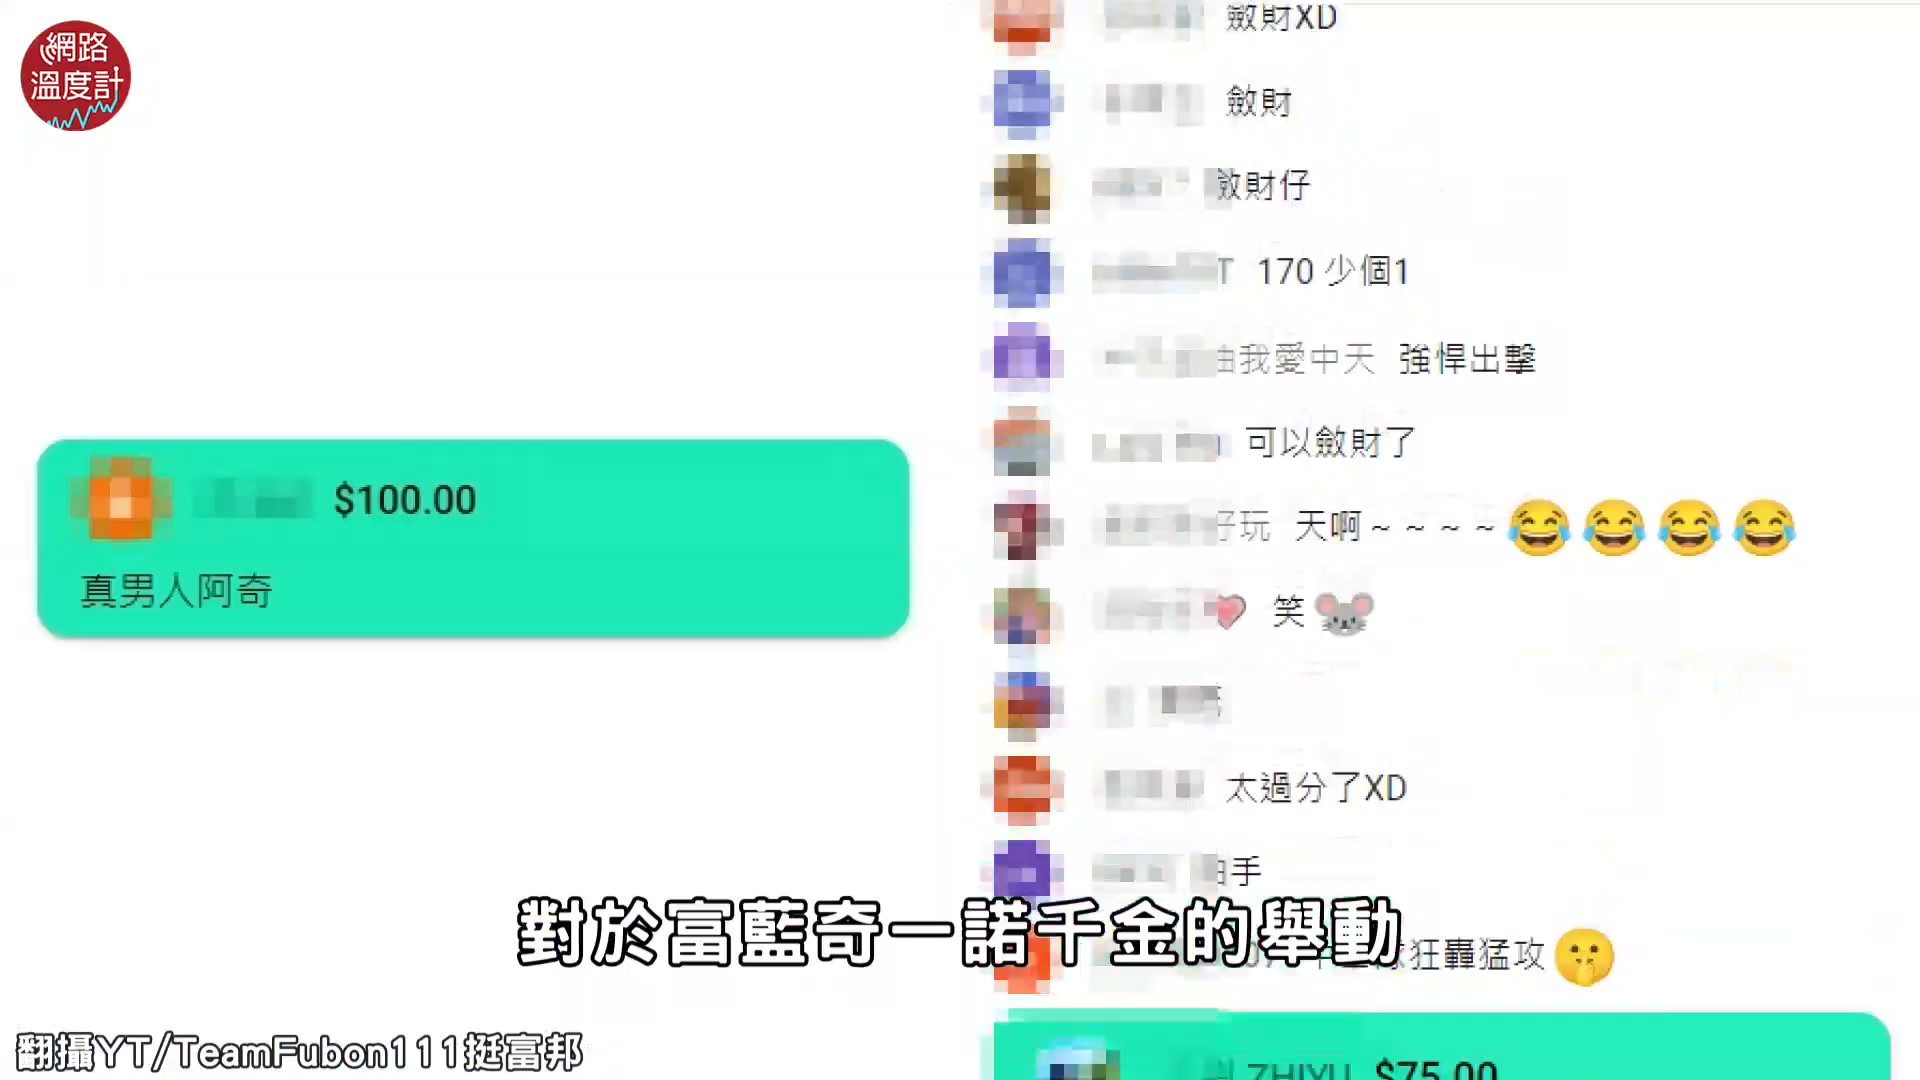 網路
溫度計
斂財XD
斂財
斂財仔
170 少個1
我愛中天 強悍出擊
可以斂財了
$100.00
真男人阿奇
好玩 天啊~~~~😂😂😂😂
笑🐭
太過分了XD
手
對於富藍奇一諾千金的舉動
狂轟猛攻🤫
翻攝YT/TeamFubon111挺富邦
ZHIYU $75.00